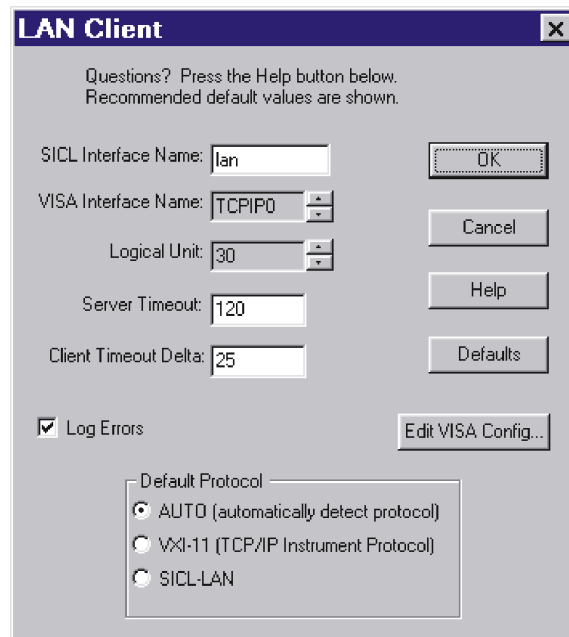 LAN Client
Questions? Press the Help button below.
Recommended default values are shown.
SICL Interface Name: lan
OK
VISA Interface Name: TCPIP0
Cancel
Logical Unit: 30
Help
Server Timeout: 120
Client Timeout Delta: 25
Defaults
Log Errors
Edit VISA Config...
Default Protocol
AUTO (automatically detect protocol)
VXI-11 (TCP/IP Instrument Protocol)
SICL-LAN